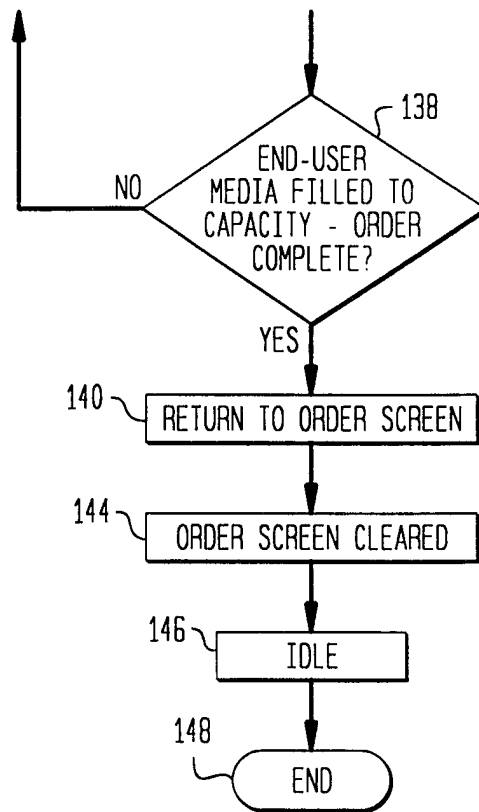 138
END-USER
NO
MEDIA FILLED TO
CAPACITY - ORDER
COMPLETE?
YES
140
RETURN TO ORDER SCREEN
144
ORDER SCREEN CLEARED
146
IDLE
148
END